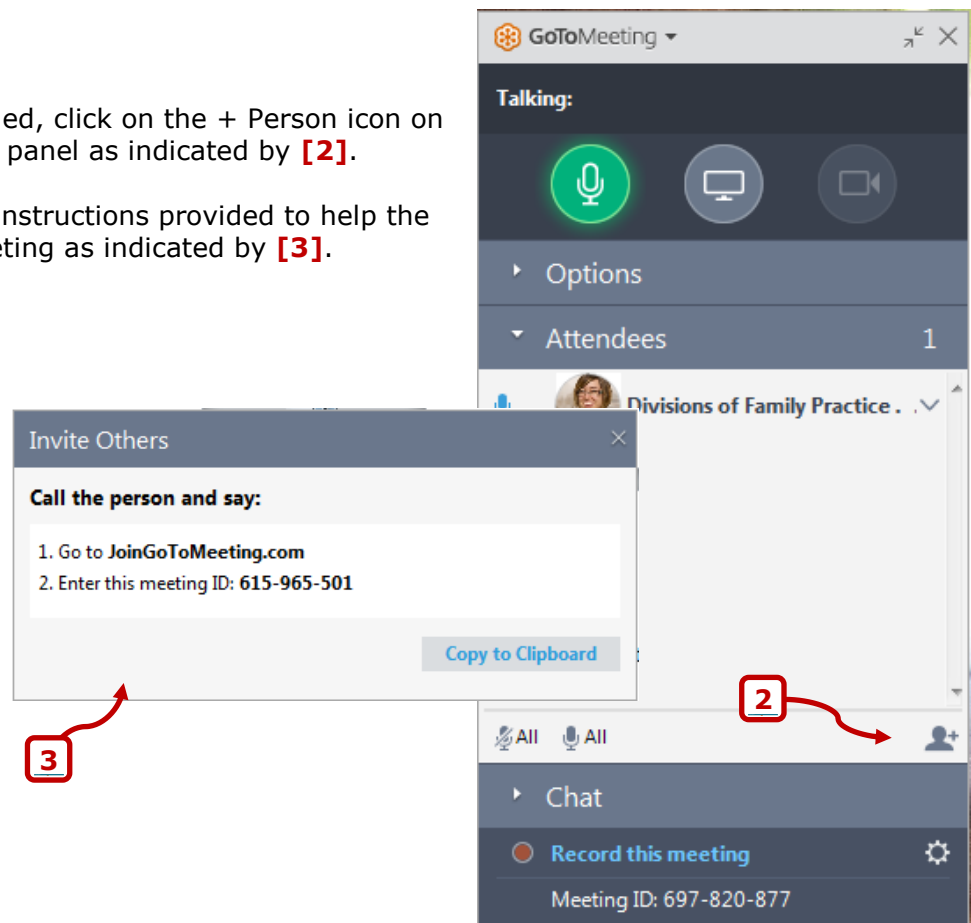 ed, click on the + Person icon on
panel as indicated by [2].
nstructions provided to help the
eting as indicated by [3].
GoToMeeting
Talking:
Options
Attendees 1
Divisions of Family Practice . .
Invite Others
Call the person and say:
1. Go to JoinGoToMeeting.com
2. Enter this meeting ID: 615-965-501
Copy to Clipboard
2
3
All All
Chat
Record this meeting
Meeting ID: 697-820-877